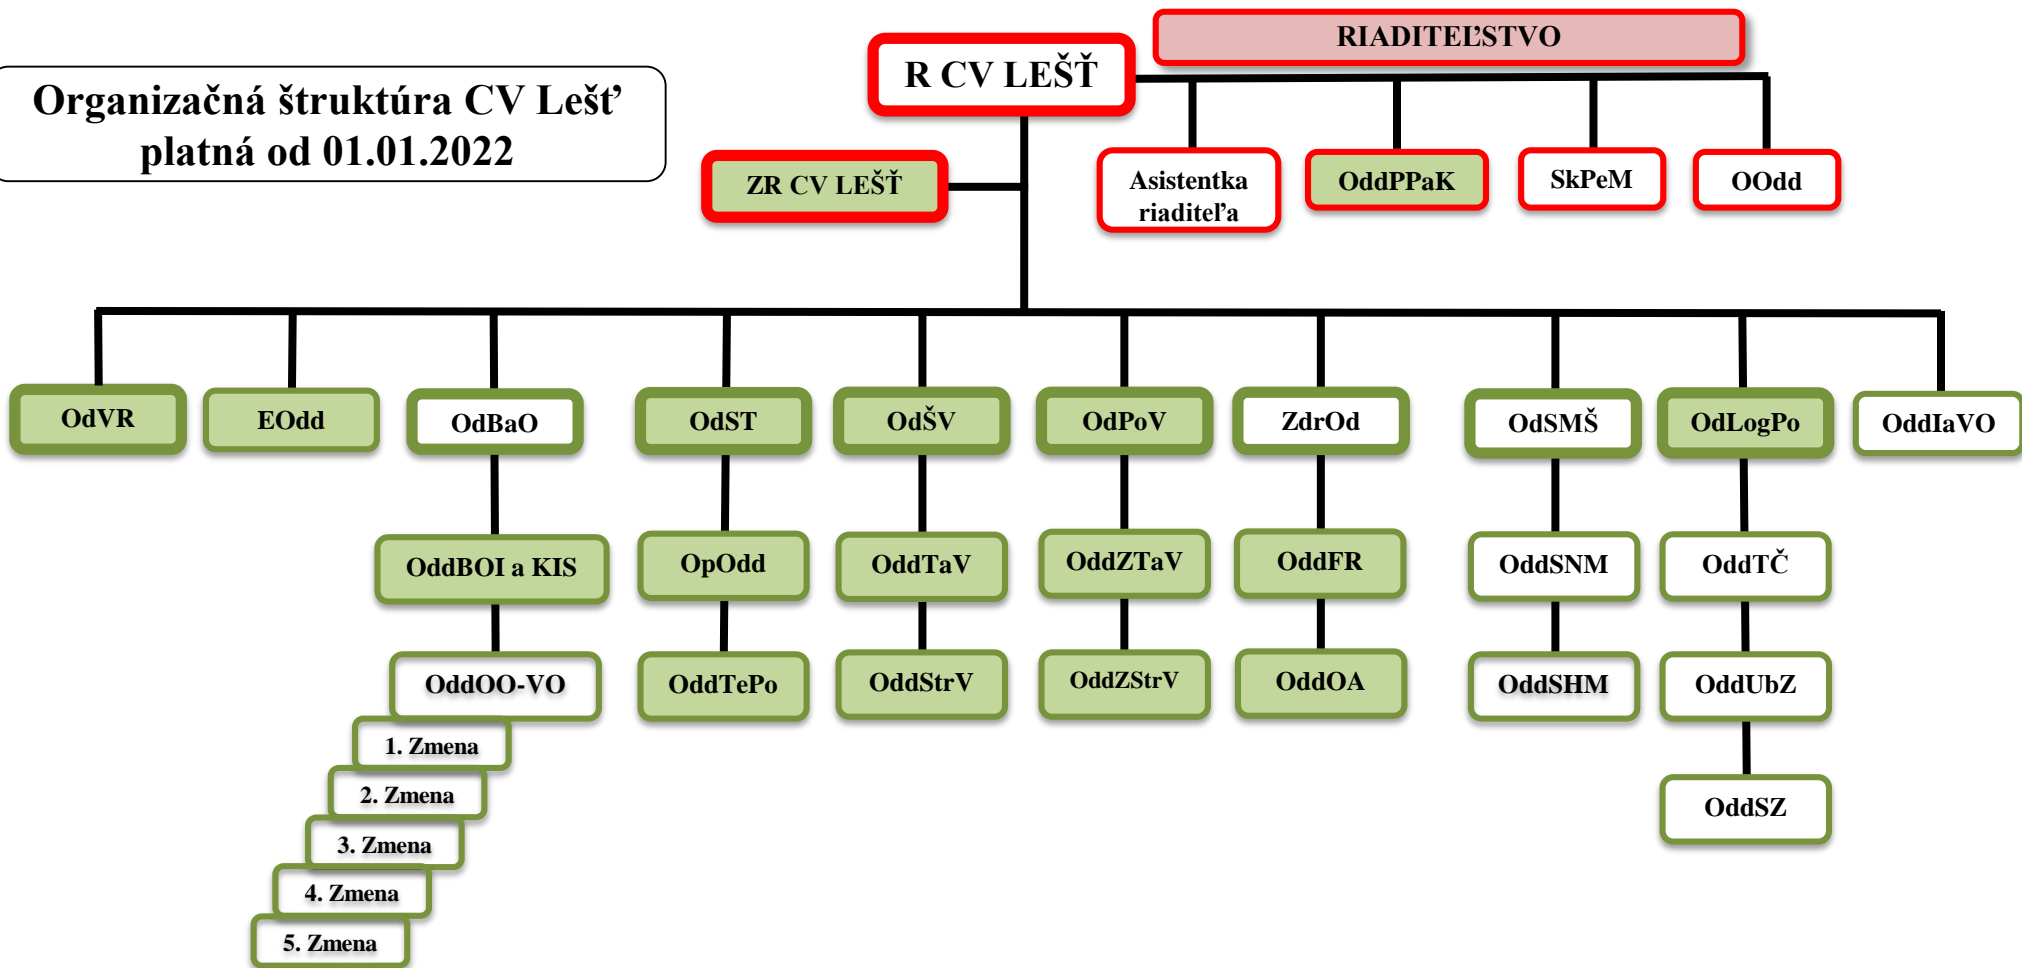 RIADITEĽSTVO
R CV LEŠŤ
Organizačná štruktúra CV Lešť
platná od 01.01.2022
ZR CV LEŠŤ
Asistentka
riaditeľa
OddPPaK
SkPeM
OOdd
OdVR
EOdd
OdBaO
OdST
OdŠV
OdPoV
ZdrOd
OdSMŠ
OdLogPo
OddIaVO
OddBOI a KIS
OpOdd
OddTaV
OddZTaV
OddFR
OddSNM
OddTČ
OddOO-VO
OddTePo
OddStrV
OddZStrV
OddOA
OddSHM
OddUbZ
1. Zmena
2. Zmena
OddSZ
3. Zmena
4. Zmena
5. Zmena